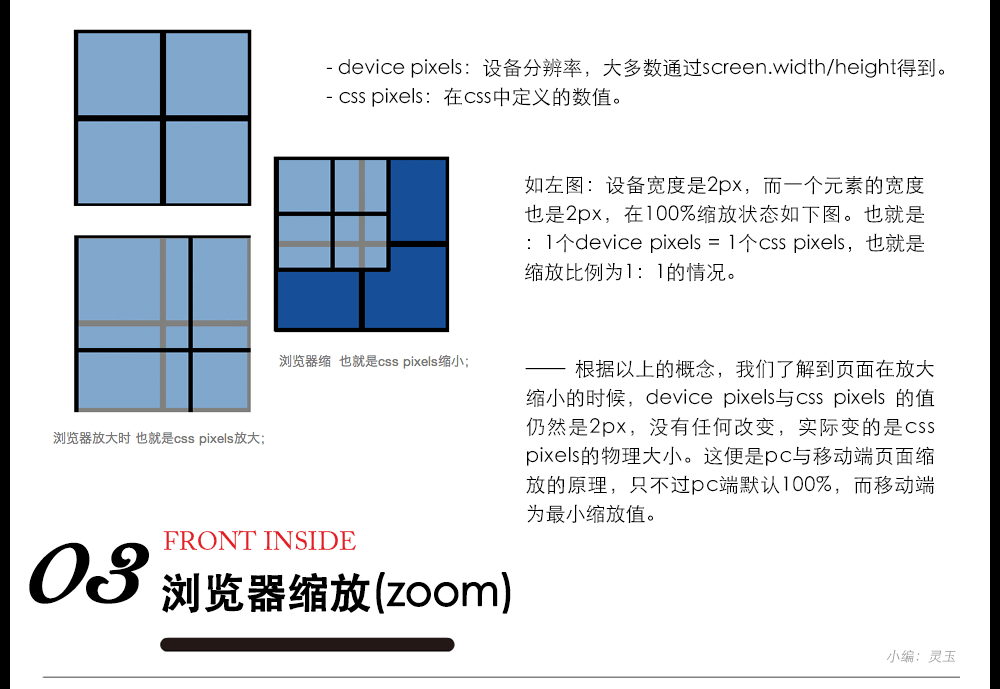 - device pixels：设备分辨率，大多数通过screen.width/height得到。
- css pixels：在css中定义的数值。
如左图：设备宽度是2px，而一个元素的宽度
也是2px，在100%缩放状态如下图。也就是
：1个device pixels = 1个css pixels，也就是
缩放比例为1：1的情况。
浏览器缩 也就是css pixels缩小；
—— 根据以上的概念，我们了解到页面在放大
缩小的时候，device pixels与css pixels 的值
仍然是2px，没有任何改变，实际变的是css
pixels的物理大小。这便是pc与移动端页面缩
放的原理，只不过pc端默认100%，而移动端
为最小缩放值。
浏览器放大时 也就是css pixels放大；
03
FRONT INSIDE
浏览器缩放(zoom)
小编：灵玉